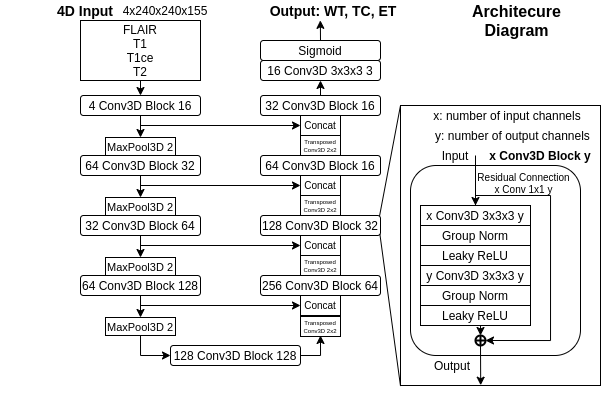 4D Input 4x240x240x155
FLAIR
T1
T1ce
T2
4 Conv3D Block 16
MaxPool3D 2
64 Conv3D Block 32
MaxPool3D 2
32 Conv3D Block 64
MaxPool3D 2
64 Conv3D Block 128
MaxPool3D 2
128 Conv3D Block 128
Output: WT, TC, ET
Sigmoid
16 Conv3D 3x3x3 3
32 Conv3D Block 16
Concat
Transposed
Conv3D 2x2
64 Conv3D Block 16
Concat
Transposed
Conv3D 2x2
128 Conv3D Block 32
Concat
Transposed
Conv3D 2x2
256 Conv3D Block 64
Concat
Transposed
Conv3D 2x2
Architecure
Diagram
x: number of input channels
y: number of output channels
Input x Conv3D Block y
Residual Connection
x Conv 1x1 y
x Conv3D 3x3x3 y
Group Norm
Leaky ReLU
y Conv3D 3x3x3 y
Group Norm
Leaky ReLU
Output